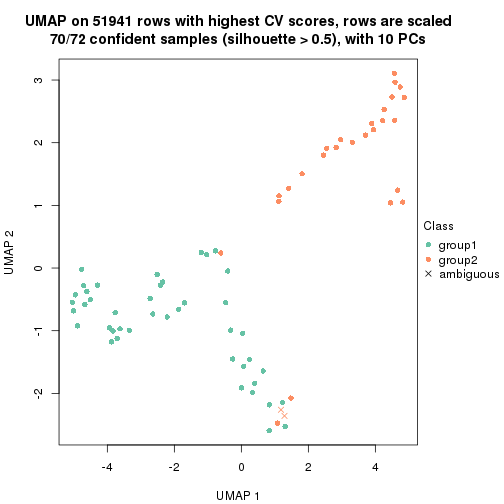 UMAP on 51941 rows with highest CV scores, rows are scaled
70/72 confident samples (silhouette > 0.5), with 10 PCs
3
2
1
0
-1
-2
UMAP 2
-4
-2
0
2
4
UMAP 1
Class
group1
group2
ambiguous